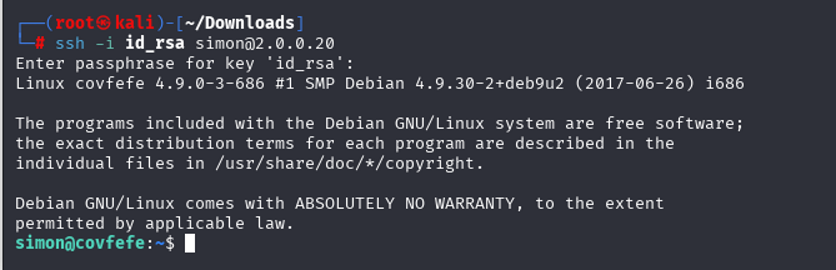 ┌──(root㉿kali)-[~/Downloads]
└─# ssh -i id_rsa simon@2.0.0.20
Enter passphrase for key 'id_rsa':
Linux covfefe 4.9.0-3-686 #1 SMP Debian 4.9.30-2+deb9u2 (2017-06-26) i686

The programs included with the Debian GNU/Linux system are free software;
the exact distribution terms for each program are described in the
individual files in /usr/share/doc/*/copyright.

Debian GNU/Linux comes with ABSOLUTELY NO WARRANTY, to the extent
permitted by applicable law.
simon@covfefe:~$